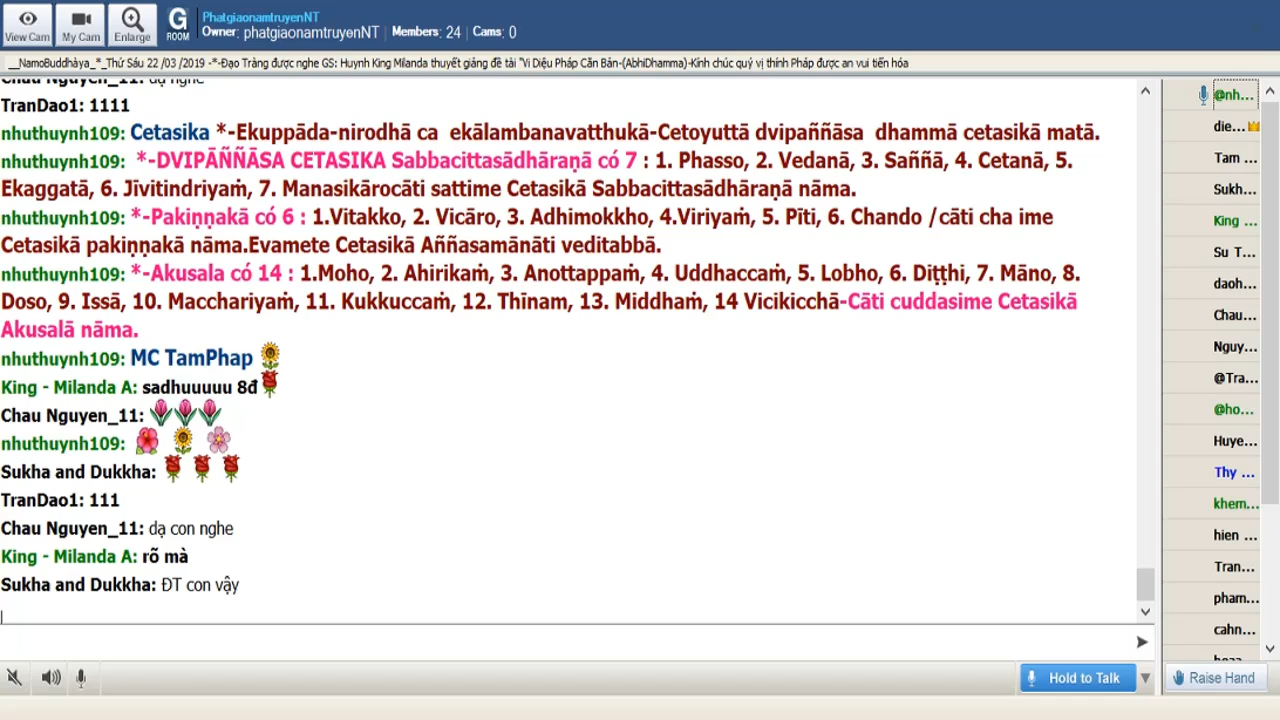 PhatgiaonamtruyenNT
G
ROOM
Owner: phatgiaonamtruyenNT | Members: 24 | Cams: 0
View Cam My Cam Enlarge
__NamoBuddhàya_*_Thứ Sáu 22 /03 /2019 -*-Đạo Tràng được nghe GS: Huynh King Milanda thuyết giảng đề tài "Vi Diệu Pháp Căn Bản-(AbhiDhamma)-Kính chúc quý vị thính Pháp được an vui tiến hóa
Chau Nguyen_11: dạ nghe
TranDao1: 1111
nhuthuynh109: Cetasika *-Ekuppāda-nirodhā ca ekālambanavatthukā-Cetoyuttā dvipaññāsa dhammā cetasikā matā.
nhuthuynh109: *-DVIPĀÑÑĀSA CETASIKA Sabbacittasādhāraṇā có 7 : 1. Phasso, 2. Vedanā, 3. Saññā, 4. Cetanā, 5.
Ekaggatā, 6. Jīvitindriyaṁ, 7. Manasikārocāti sattime Cetasikā Sabbacittasādhāraṇā nāma.
nhuthuynh109: *-Pakiṇṇakā có 6 : 1.Vitakko, 2. Vicāro, 3. Adhimokkho, 4.Viriyaṁ, 5. Pīti, 6. Chando /cāti cha ime
Cetasikā pakiṇṇakā nāma.Evamete Cetasikā Aññasamānāti veditabbā.
nhuthuynh109: *-Akusala có 14 : 1.Moho, 2. Ahirikaṁ, 3. Anottappaṁ, 4. Uddhaccaṁ, 5. Lobho, 6. Diṭṭhi, 7. Māno, 8.
Doso, 9. Issā, 10. Macchariyaṁ, 11. Kukkuccaṁ, 12. Thīnam, 13. Middhaṁ, 14 Vicikicchā-Cāti cuddasime Cetasikā
Akusalā nāma.
nhuthuynh109: MC TamPhap
King - Milanda A: sadhuuuuu 8đ
Chau Nguyen_11:
nhuthuynh109:
Sukha and Dukkha:
TranDao1: 111
Chau Nguyen_11: dạ con nghe
King - Milanda A: rõ mà
Sukha and Dukkha: ĐT con vậy
@nh...
die...
Tam ...
Sukh...
King ...
Su T...
daoh...
Chau...
Nguy...
@Tra...
@ho...
Huye...
Thy ...
khem...
hien ...
Tran...
pham...
cahn...
Hold to Talk
Raise Hand